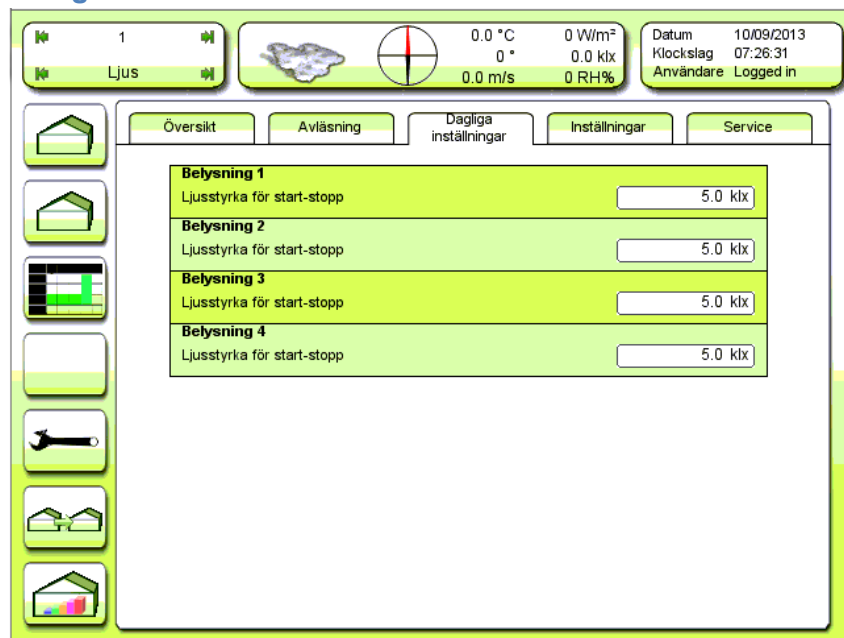 1
Ljus
0.0 °C
0 W/m²
0 °
0.0 klx
0.0 m/s
0 RH%
Datum 10/09/2013
Klockslag 07:26:31
Användare Logged in
Översikt
Avläsning
Dagliga
inställningar
Inställningar
Service
Belysning 1
Ljusstyrka för start-stopp 5.0 klx
Belysning 2
Ljusstyrka för start-stopp 5.0 klx
Belysning 3
Ljusstyrka för start-stopp 5.0 klx
Belysning 4
Ljusstyrka för start-stopp 5.0 klx